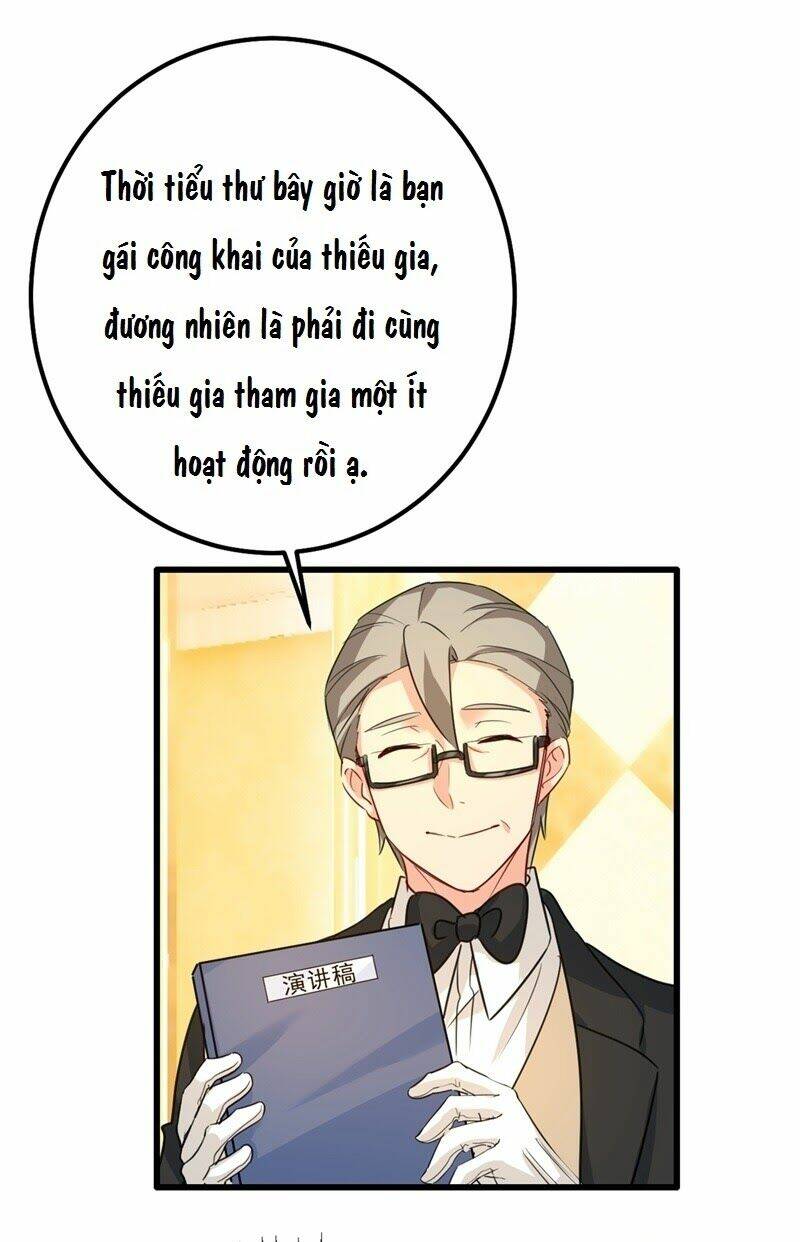 Thời tiểu thư bây giờ là bạn
gái công khai của thiếu gia,
đương nhiên là phải đi cùng
thiếu gia tham gia một ít
hoạt động rồi ạ.
演讲稿